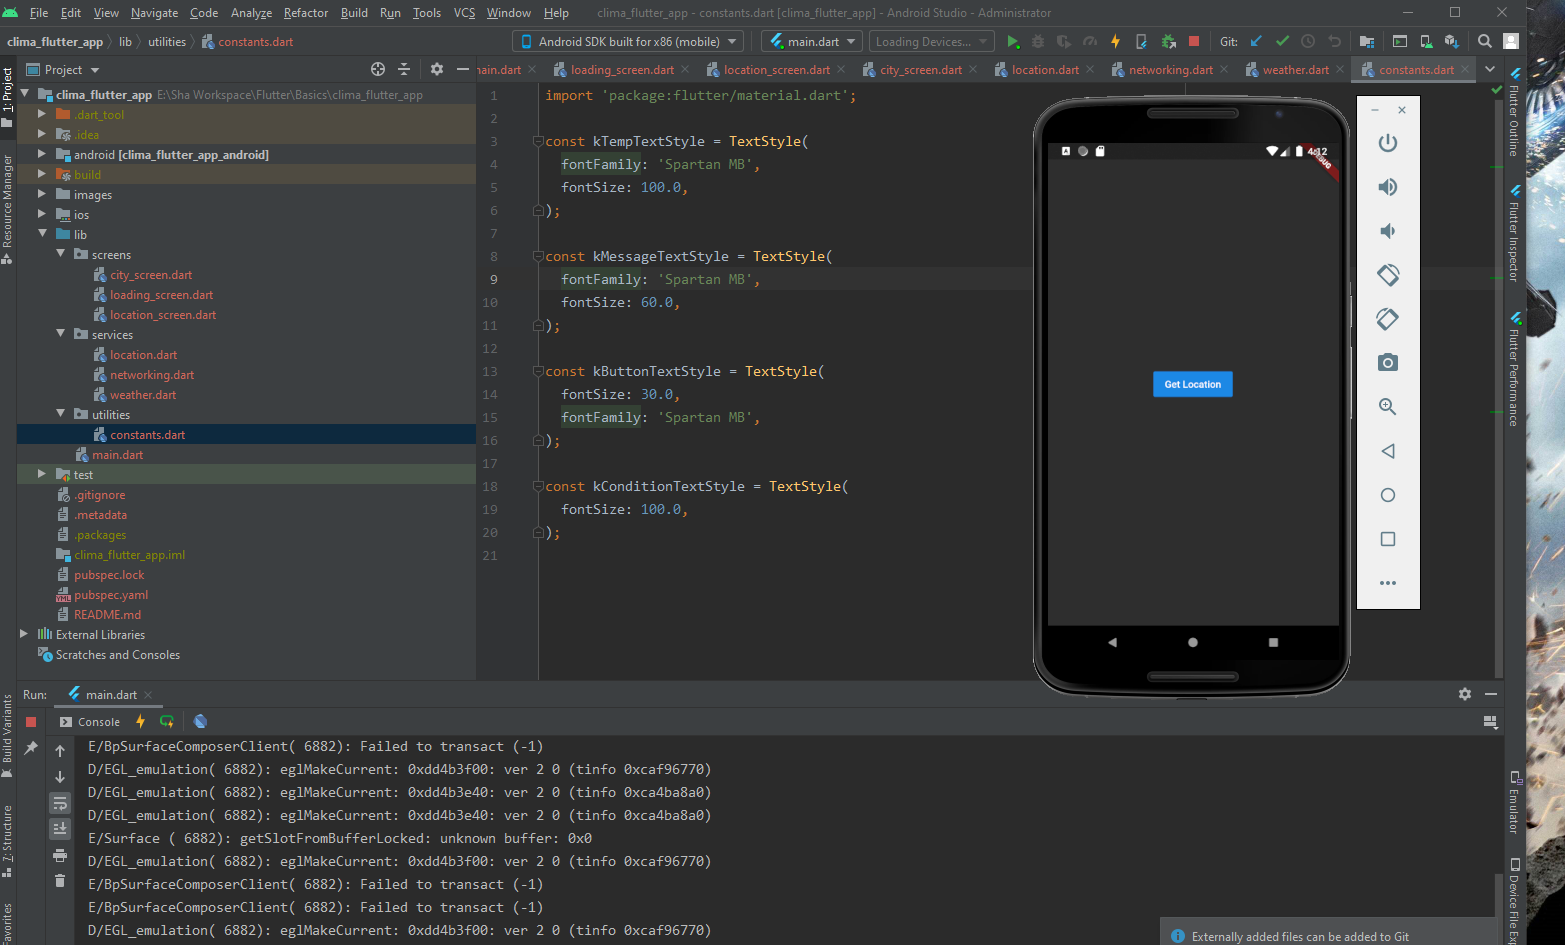 File Edit View Navigate Code Analyze Refactor Build Run Tools VCS Window Help clima_flutter_app - constants.dart [clima_flutter_app] - Android Studio - Administrator
clima_flutter_app lib utilities constants.dart Android SDK built for x86 (mobile) main.dart Loading Devices... Git:
Project
main.dart loading_screen.dart location_screen.dart city_screen.dart location.dart networking.dart weather.dart constants.dart
1: Project
Resource Manager
Build Variants
7: Structure
Favorites
clima_flutter_app E:\Sha Workspace\Flutter\Basics\clima_flutter_app
.dart_tool
.idea
android [clima_flutter_app_android]
build
images
ios
lib
screens
city_screen.dart
loading_screen.dart
location_screen.dart
services
location.dart
networking.dart
weather.dart
utilities
constants.dart
main.dart
test
.gitignore
.metadata
.packages
clima_flutter_app.iml
pubspec.lock
pubspec.yaml
README.md
External Libraries
Scratches and Consoles
1 import 'package:flutter/material.dart';
2
3 const kTempTextStyle = TextStyle(
4 fontFamily: 'Spartan MB',
5 fontSize: 100.0,
6 );
7
8 const kMessageTextStyle = TextStyle(
9 fontFamily: 'Spartan MB',
10 fontSize: 60.0,
11 );
12
13 const kButtonTextStyle = TextStyle(
14 fontSize: 30.0,
15 fontFamily: 'Spartan MB',
16 );
17
18 const kConditionTextStyle = TextStyle(
19 fontSize: 100.0,
20 );
21
4:12
Get Location
Flutter Outline
Flutter Inspector
Flutter Performance
Emulator
Device File Exp
Run: main.dart
Console
E/BpSurfaceComposerClient( 6882): Failed to transact (-1)
D/EGL_emulation( 6882): eglMakeCurrent: 0xdd4b3f00: ver 2 0 (tinfo 0xcaf96770)
D/EGL_emulation( 6882): eglMakeCurrent: 0xdd4b3e40: ver 2 0 (tinfo 0xca4ba8a0)
D/EGL_emulation( 6882): eglMakeCurrent: 0xdd4b3e40: ver 2 0 (tinfo 0xca4ba8a0)
E/Surface ( 6882): getSlotFromBufferLocked: unknown buffer: 0x0
D/EGL_emulation( 6882): eglMakeCurrent: 0xdd4b3f00: ver 2 0 (tinfo 0xcaf96770)
E/BpSurfaceComposerClient( 6882): Failed to transact (-1)
E/BpSurfaceComposerClient( 6882): Failed to transact (-1)
D/EGL_emulation( 6882): eglMakeCurrent: 0xdd4b3f00: ver 2 0 (tinfo 0xcaf96770)
Externally added files can be added to Git